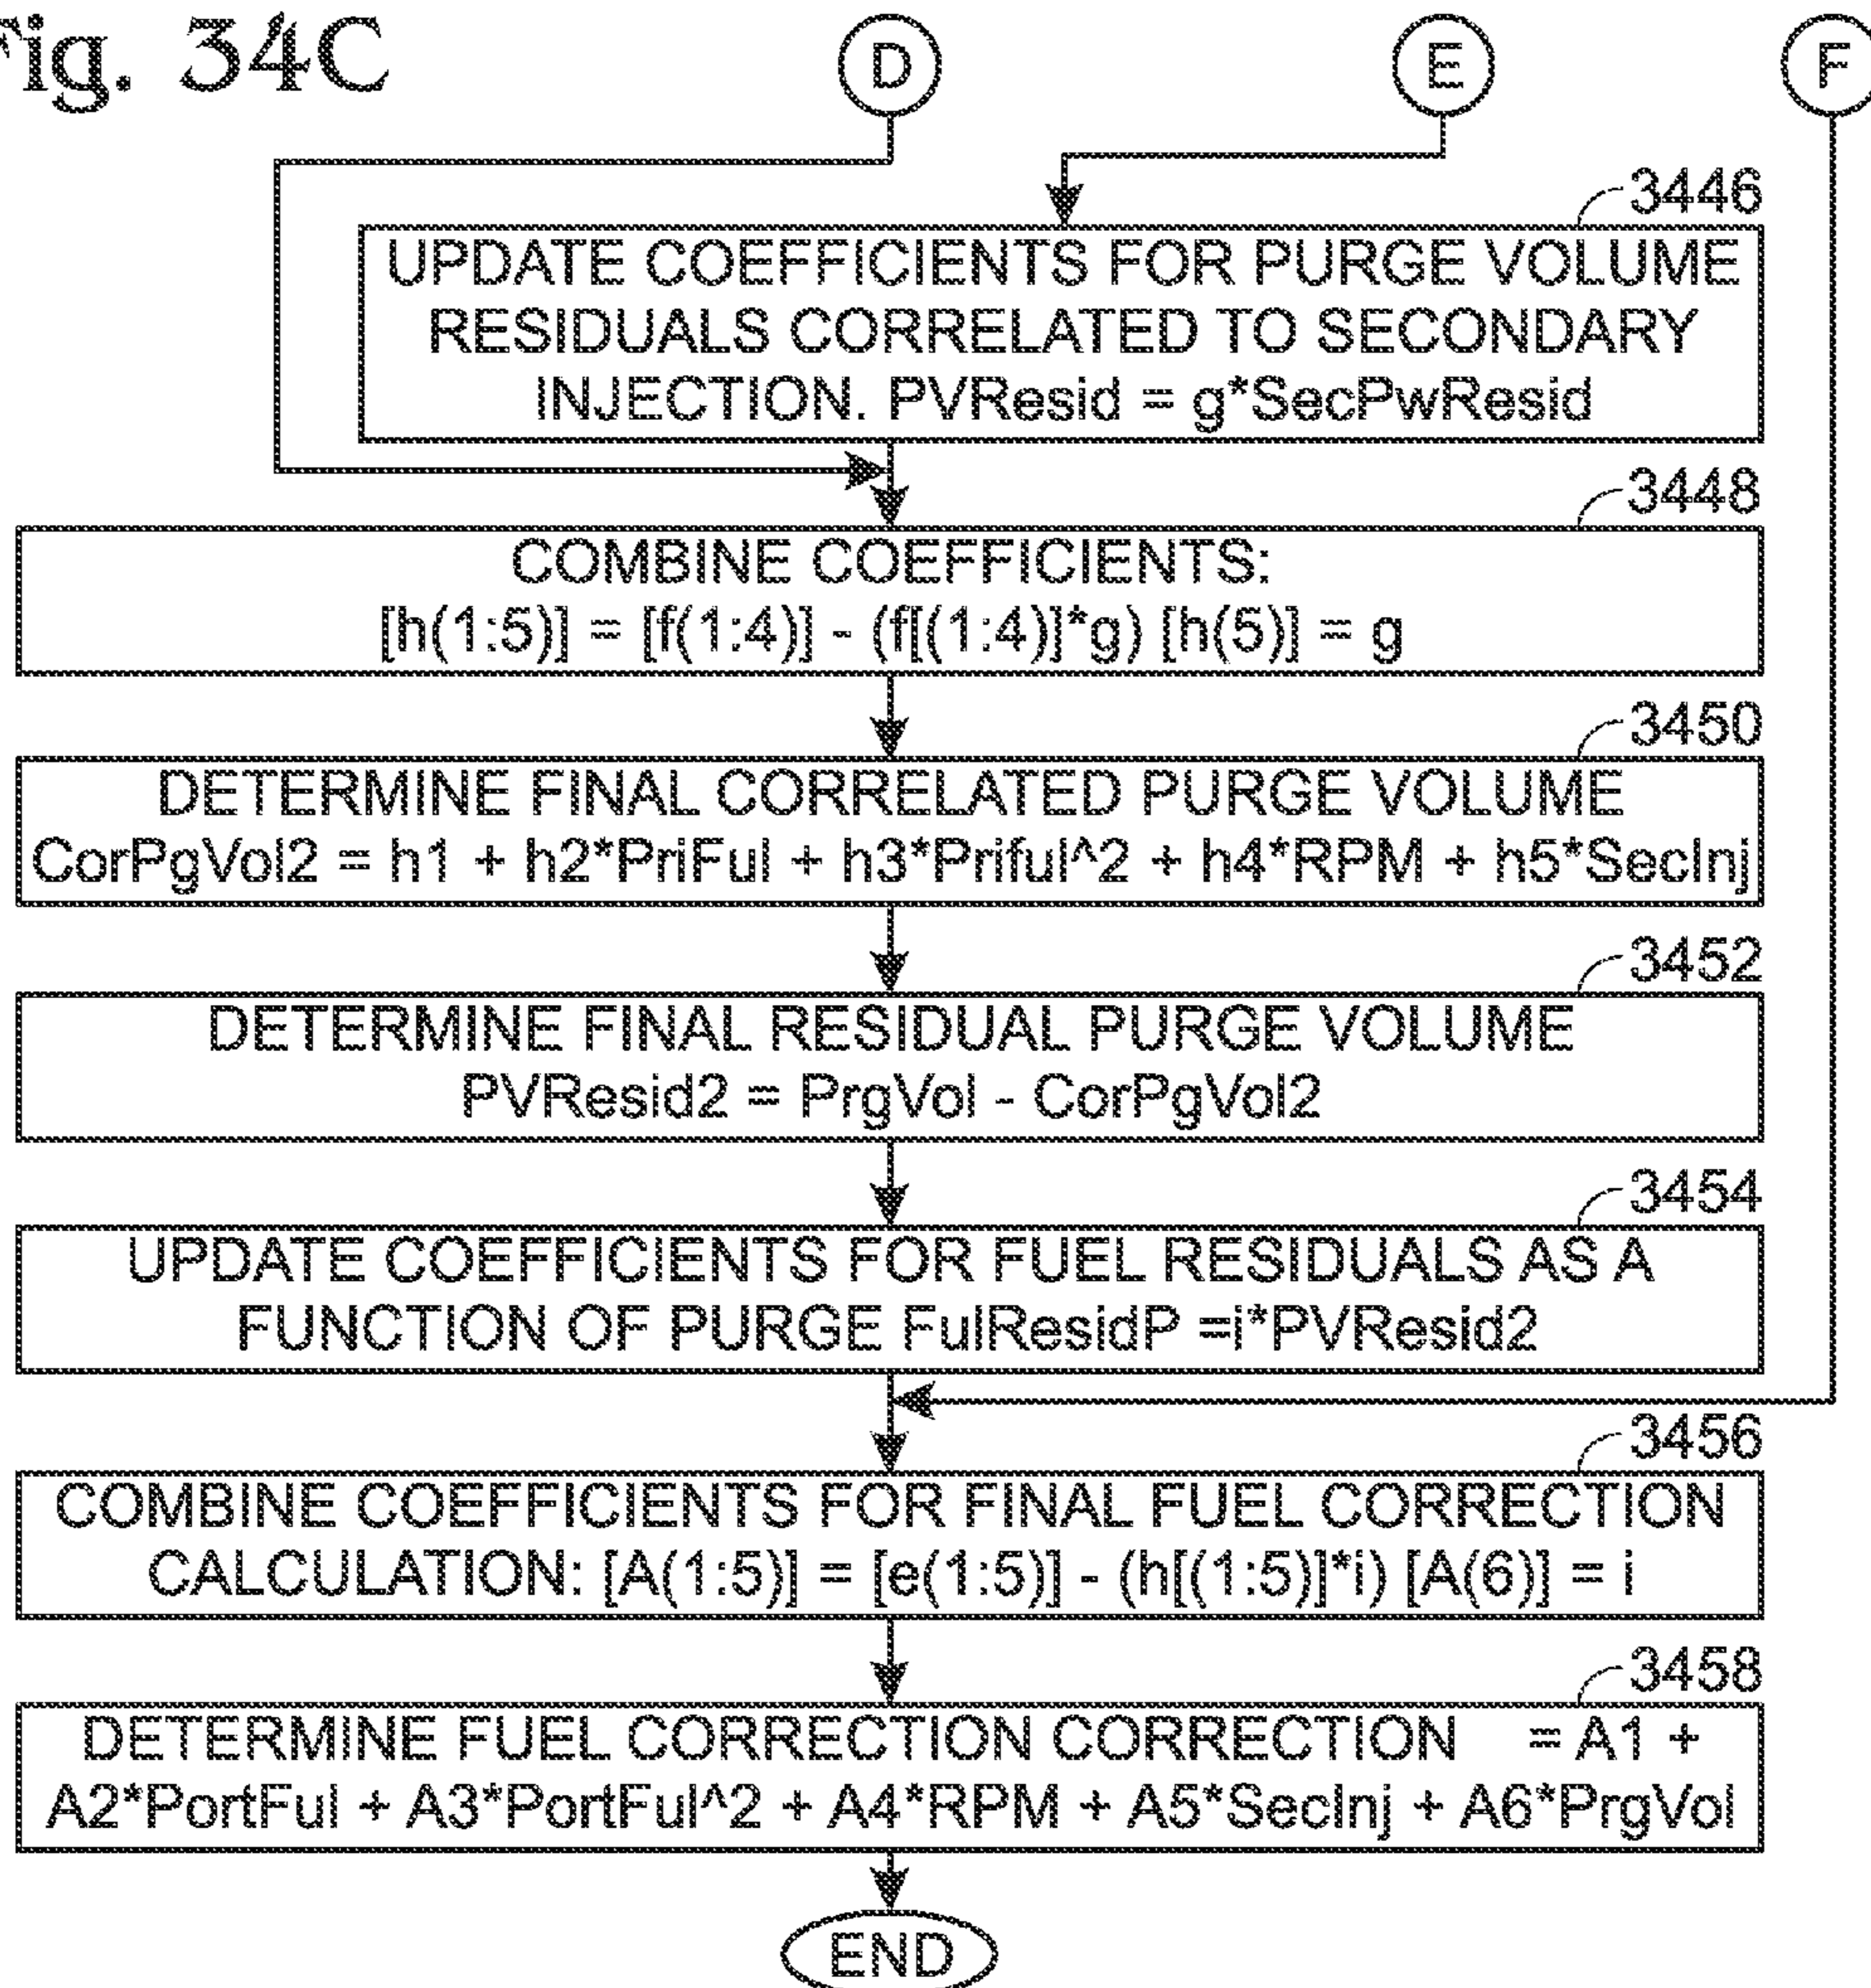 Fig. 34C
D
E
F
3446
UPDATE COEFFICIENTS FOR PURGE VOLUME
RESIDUALS CORRELATED TO SECONDARY
INJECTION. PVResid = g*SecPwResid
3448
COMBINE COEFFICIENTS:
[h(1:5)] = [f(1:4)] - (f[(1:4)]*g) [h(5)] = g
3450
DETERMINE FINAL CORRELATED PURGE VOLUME
CorPgVol2 = h1 + h2*PriFul + h3*Priful^2 + h4*RPM + h5*SecInj
3452
DETERMINE FINAL RESIDUAL PURGE VOLUME
PVResid2 = PrgVol - CorPgVol2
3454
UPDATE COEFFICIENTS FOR FUEL RESIDUALS AS A
FUNCTION OF PURGE FulResidP =i*PVResid2
3456
COMBINE COEFFICIENTS FOR FINAL FUEL CORRECTION
CALCULATION: [A(1:5)] = [e(1:5)] - (h[(1:5)]*i) [A(6)] = i
3458
DETERMINE FUEL CORRECTION CORRECTION = A1 +
A2*PortFul + A3*PortFul^2 + A4*RPM + A5*SecInj + A6*PrgVol
END